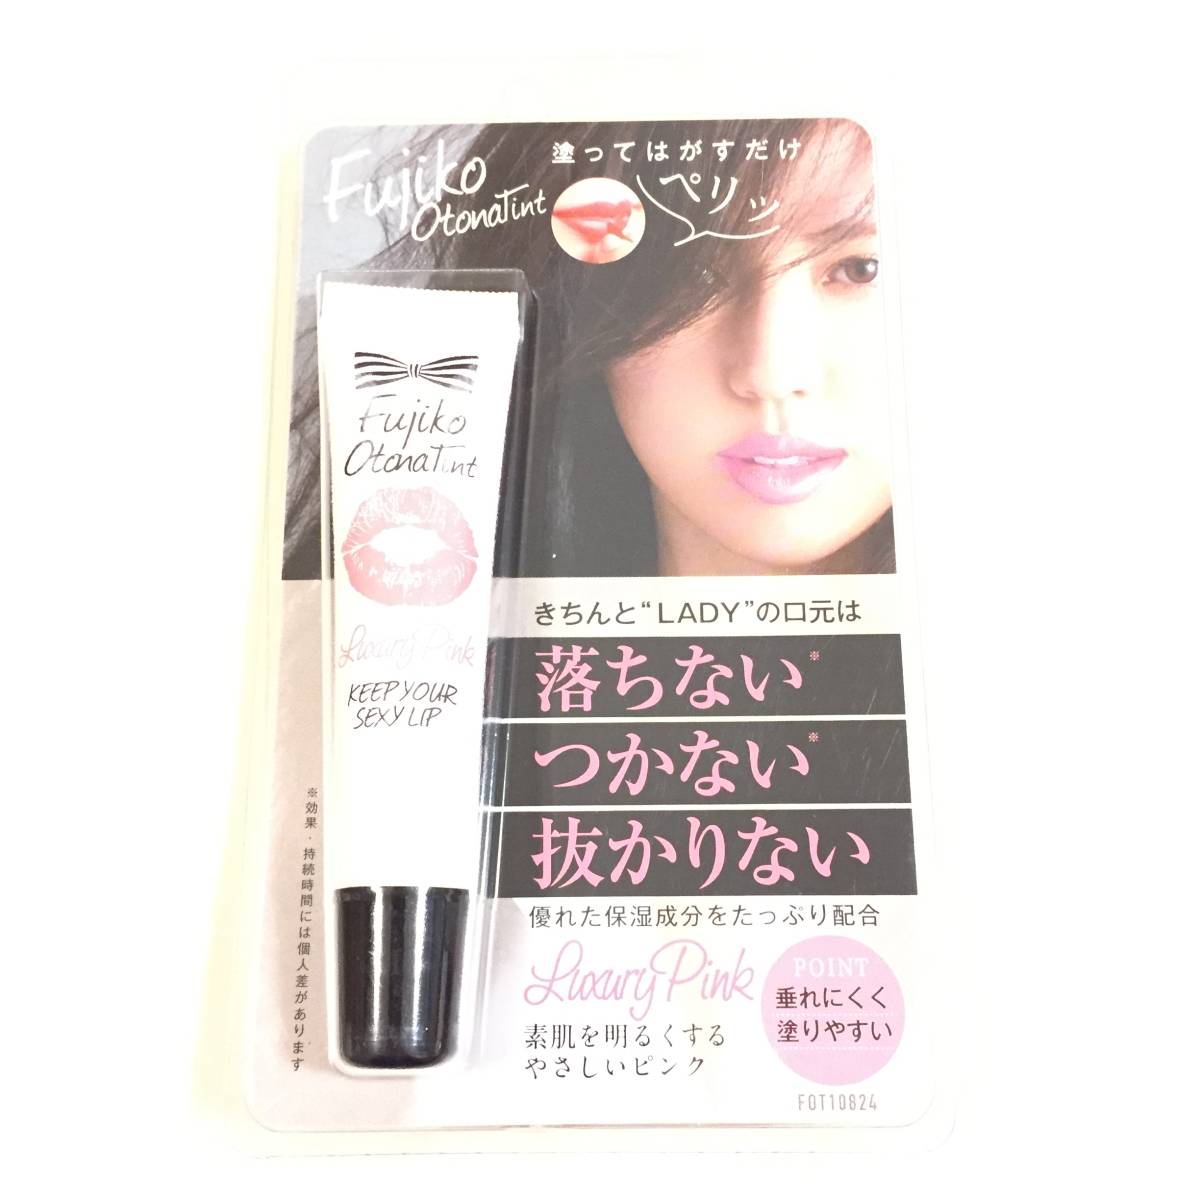 Fujiko
OtonaTint
塗ってはがすだけ
ペリッ
Fujiko
OtonaTint
Luxury Pink
KEEP YOUR
SEXY LIP
きちんと“LADY”の口元は
落ちない※
つかない※
抜かりない
優れた保湿成分をたっぷり配合
Luxury Pink
素肌を明るくする
やさしいピンク
POINT
垂れにくく
塗りやすい
FOT10824
※効果・持続時間には個人差があります